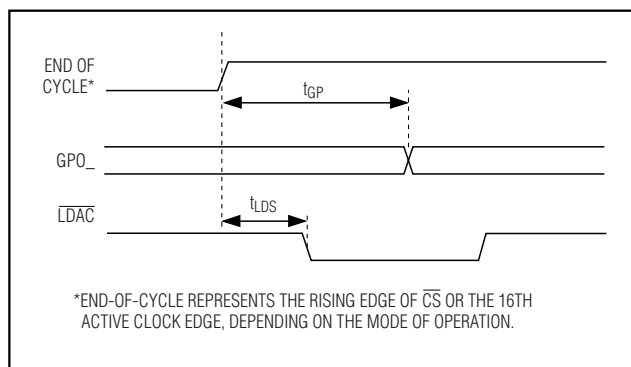 END OF
CYCLE*
tGP
GPO_
tLDS
LDAC
*END-OF-CYCLE REPRESENTS THE RISING EDGE OF CS OR THE 16TH
ACTIVE CLOCK EDGE, DEPENDING ON THE MODE OF OPERATION.